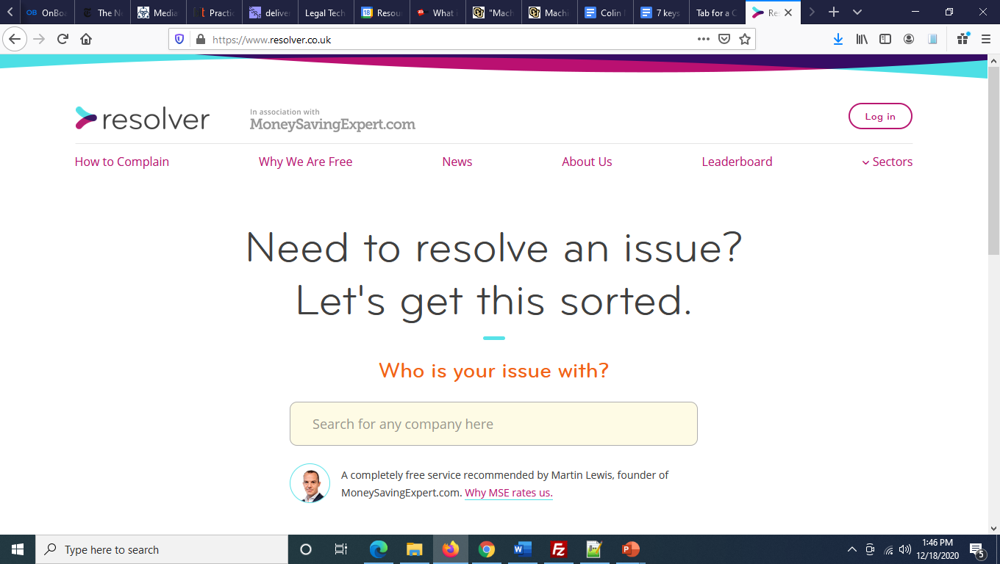 OnBoa
The N
Media
Practic
deliver
Legal Tech
Resou
What i
"Mach
Machi
Colin
7 keys
Tab for a C
Re
https://www.resolver.co.uk
resolver
In association with
MoneySavingExpert.com
Log in
How to Complain
Why We Are Free
News
About Us
Leaderboard
Sectors
Need to resolve an issue?
Let's get this sorted.
Who is your issue with?
Search for any company here
A completely free service recommended by Martin Lewis, founder of
MoneySavingExpert.com. Why MSE rates us.
Type here to search
1:46 PM
12/18/2020
5